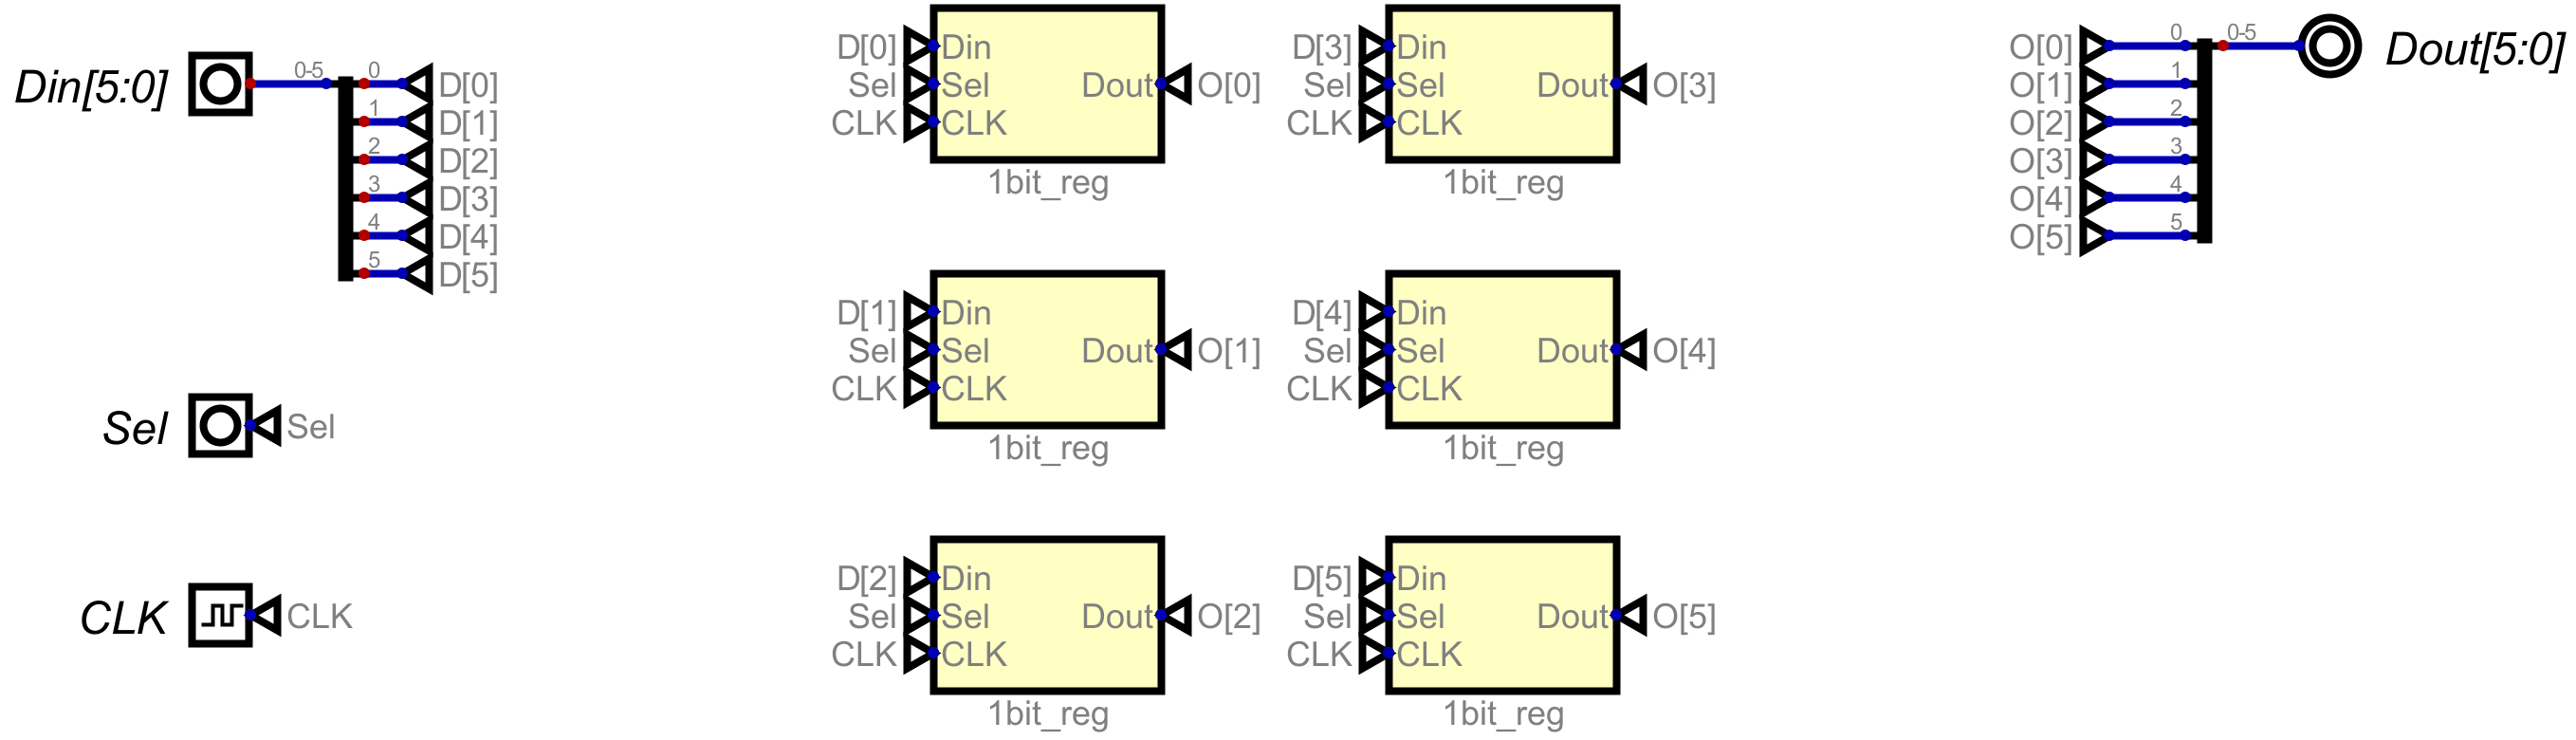 Din[5:0]
0-5
0
D[0]
1
D[1]
2
D[2]
3
D[3]
4
D[4]
5
D[5]
Sel
Sel
CLK
CLK
D[0]
Din
Sel
Sel
Dout
O[0]
CLK
CLK
1bit_reg
D[1]
Din
Sel
Sel
Dout
O[1]
CLK
CLK
1bit_reg
D[2]
Din
Sel
Sel
Dout
O[2]
CLK
CLK
1bit_reg
D[3]
Din
Sel
Sel
Dout
O[3]
CLK
CLK
1bit_reg
D[4]
Din
Sel
Sel
Dout
O[4]
CLK
CLK
1bit_reg
D[5]
Din
Sel
Sel
Dout
O[5]
CLK
CLK
1bit_reg
O[0]
0
O[1]
1
O[2]
2
O[3]
3
O[4]
4
O[5]
5
0-5
Dout[5:0]